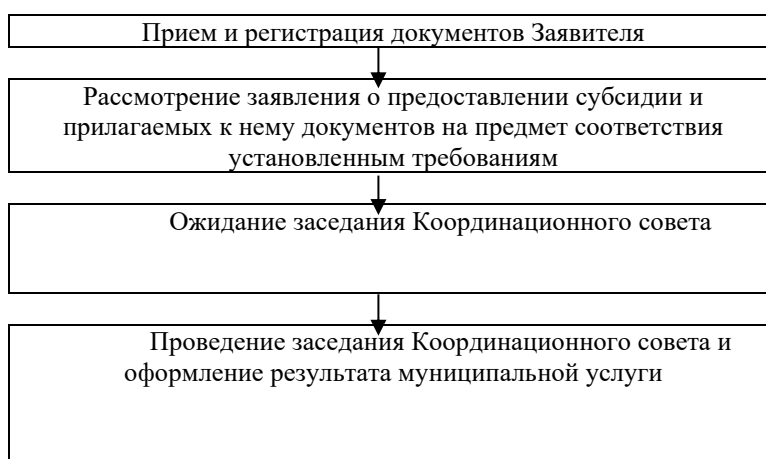 Прием и регистрация документов Заявителя
Рассмотрение заявления о предоставлении субсидии и
прилагаемых к нему документов на предмет соответствия
установленным требованиям
Ожидание заседания Координационного совета
Проведение заседания Координационного совета и
оформление результата муниципальной услуги